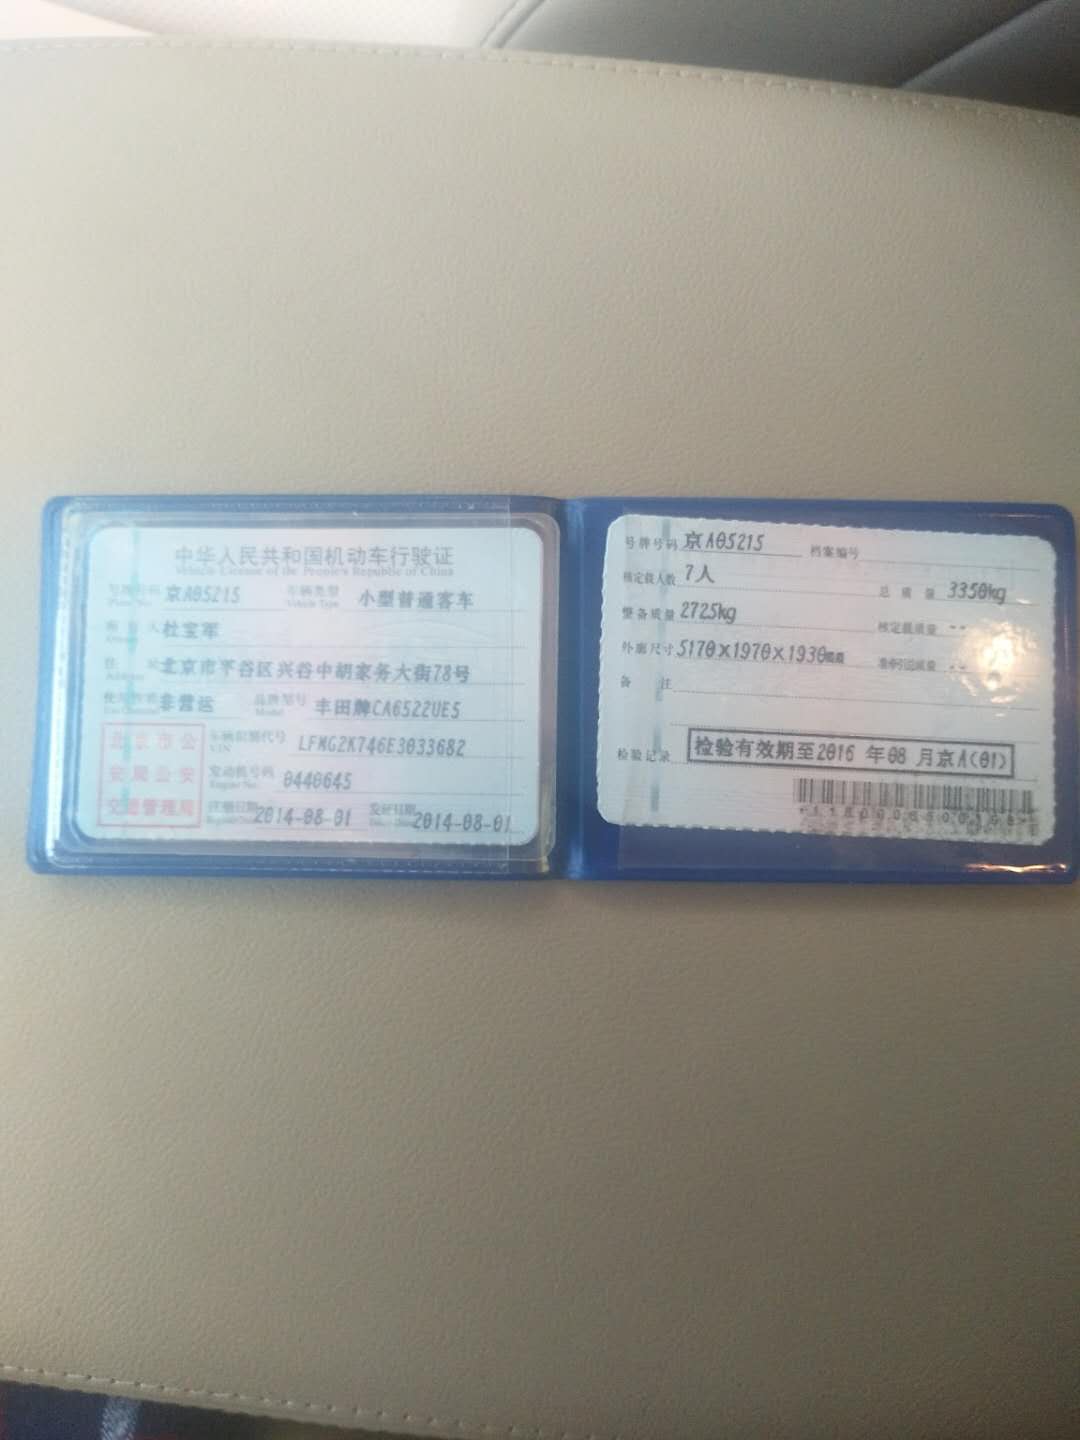 中华人民共和国机动车行驶证
Vehicle License of the People's Republic of China
号牌号码 京A05215 车辆类型 小型普通客车
Plate No. Vehicle Type
所有人 杜宝军
Owner
住址 北京市平谷区兴谷中胡家务大街78号
Address
使用性质 非营运 品牌型号 丰田牌CA6522UE5
Model
车辆识别代号 LFMG2K746E3033682
VIN
发动机号码 0440645
Engine No.
注册日期 2014-08-01 发证日期 2014-08-01
北京市公
安局公安
交通管理局
号牌号码 京A05215 档案编号
核定载人数 7人 总质量 3350kg
整备质量 2725kg 核定载质量 --
外廓尺寸 5170×1970×1930mm 准牵引总质量 --
备注
检验记录 检验有效期至2016年08月京A(01)